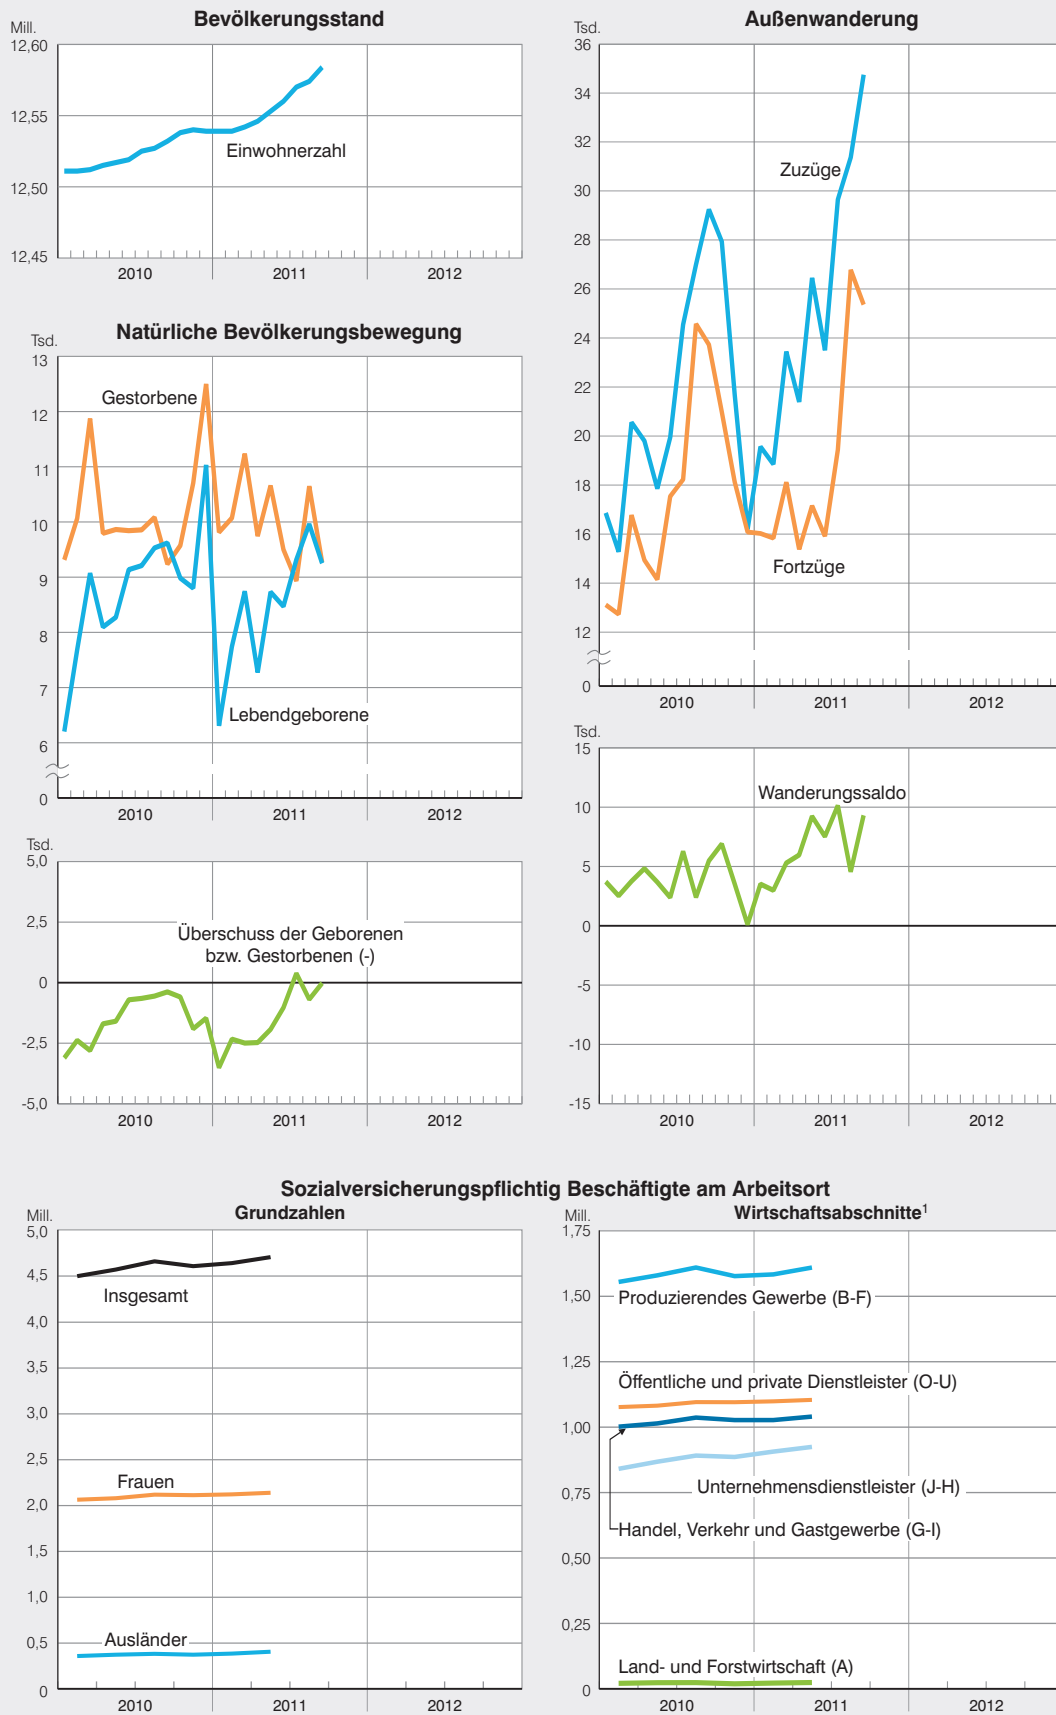 Bevölkerungsstand
Mill.
12,60
12,55
12,50
12,45
Einwohnerzahl
2010
2011
2012
Außenwanderung
Tsd.
36
34
32
30
28
26
24
22
20
18
16
14
12
0
Zuzüge
Fortzüge
2010
2011
2012
Natürliche Bevölkerungsbewegung
Tsd.
13
12
11
10
9
8
7
6
0
Gestorbene
Lebendgeborene
2010
2011
2012
Tsd.
15
10
5
0
-5
-10
-15
Wanderungssaldo
2010
2011
2012
Tsd.
5,0
2,5
0
-2,5
-5,0
Überschuss der Geborenen
bzw. Gestorbenen (-)
2010
2011
2012
Sozialversicherungspflichtig Beschäftigte am Arbeitsort
Grundzahlen
Mill.
5,0
4,5
4,0
3,5
3,0
2,5
2,0
1,5
1,0
0,5
0
Insgesamt
Frauen
Ausländer
2010
2011
2012
Wirtschaftsabschnitte¹
Mill.
1,75
1,50
1,25
1,00
0,75
0,50
0,25
0
Produzierendes Gewerbe (B-F)
Öffentliche und private Dienstleister (O-U)
Unternehmensdienstleister (J-H)
Handel, Verkehr und Gastgewerbe (G-I)
Land- und Forstwirtschaft (A)
2010
2011
2012